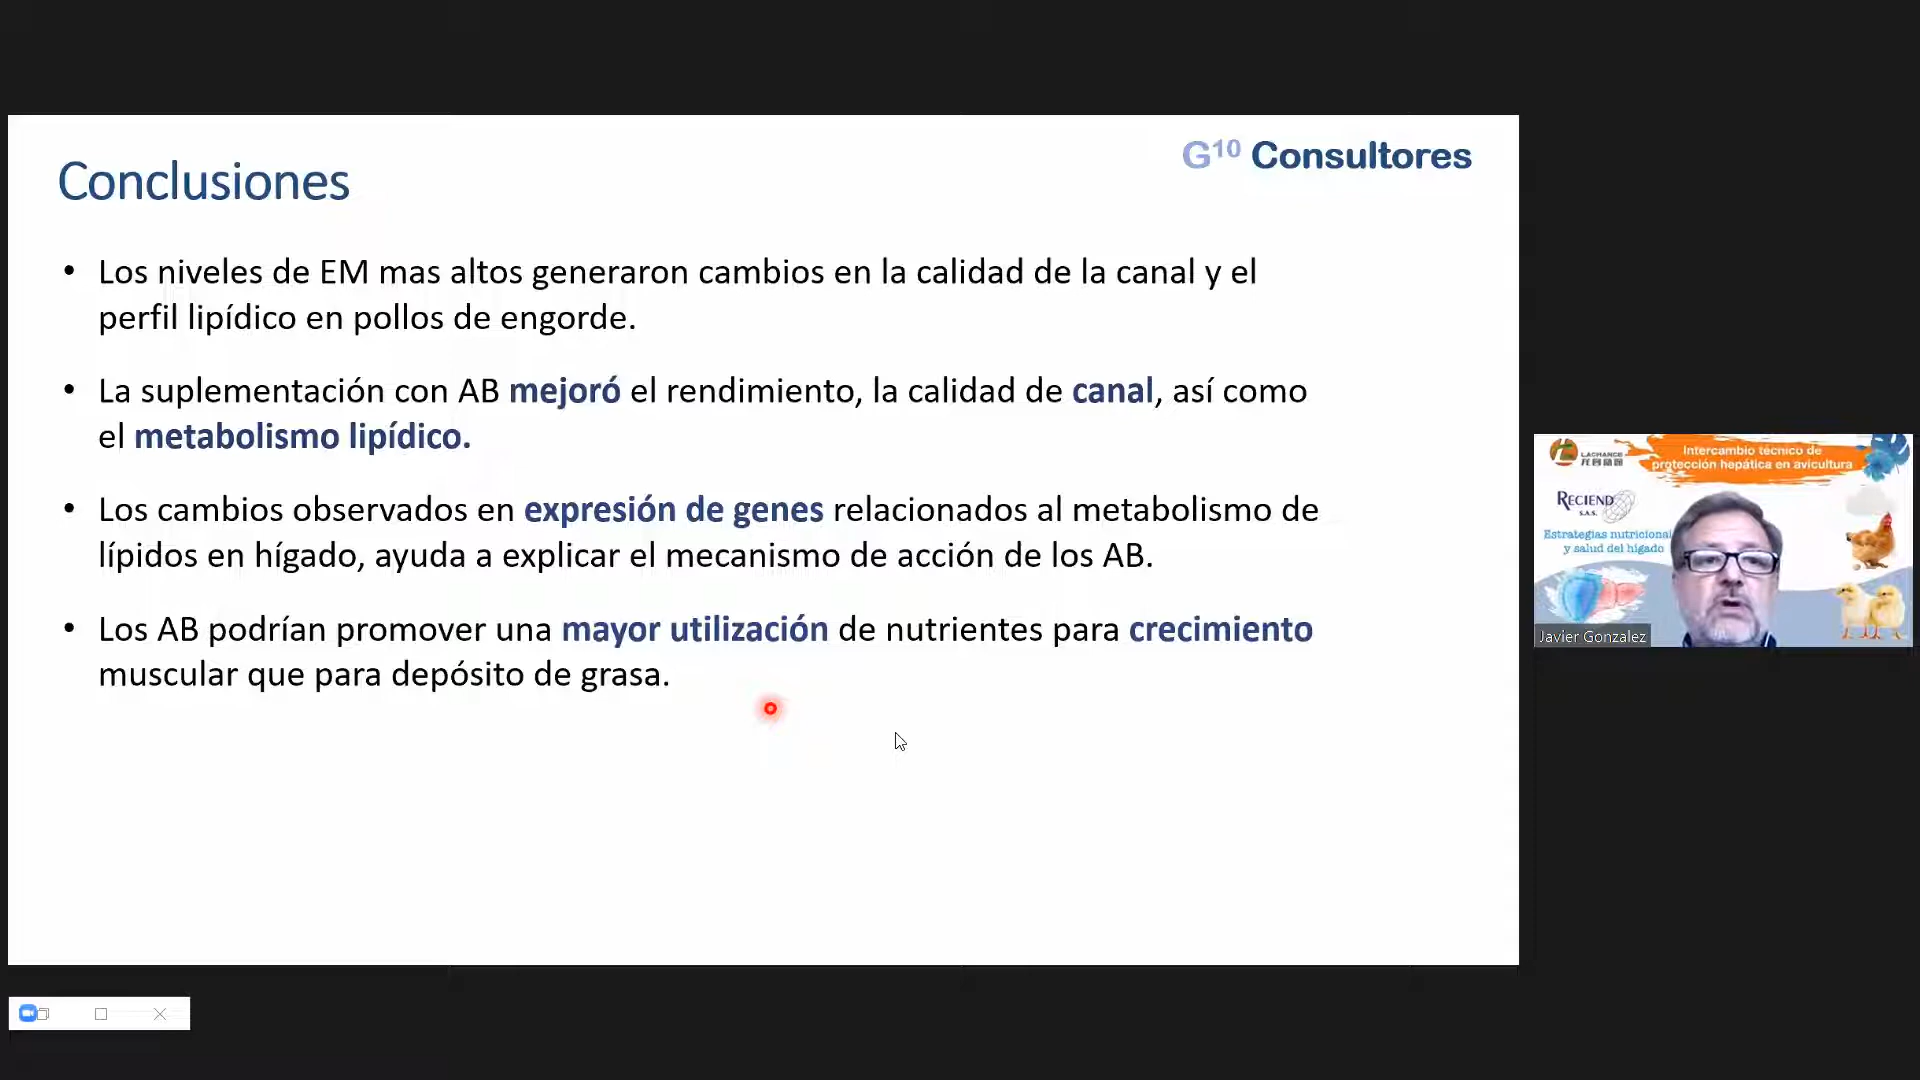 Conclusiones
G10 Consultores
• Los niveles de EM mas altos generaron cambios en la calidad de la canal y el
perfil lipídico en pollos de engorde.
• La suplementación con AB mejoró el rendimiento, la calidad de canal, así como
el metabolismo lipídico.
• Los cambios observados en expresión de genes relacionados al metabolismo de
lípidos en hígado, ayuda a explicar el mecanismo de acción de los AB.
• Los AB podrían promover una mayor utilización de nutrientes para crecimiento
muscular que para depósito de grasa.
LACHANCE
Intercambio técnico de
protección hepática en avicultura
RECIEND
S.A.S.
Estrategias nutricional
y salud del hígado
Javier Gonzalez